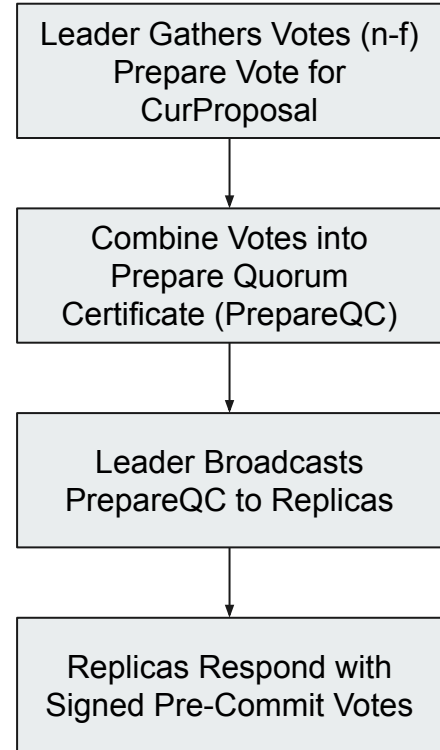 Leader Gathers Votes (n-f)
Prepare Vote for
CurProposal
Combine Votes into
Prepare Quorum
Certificate (PrepareQC)
Leader Broadcasts
PrepareQC to Replicas
Replicas Respond with
Signed Pre-Commit Votes